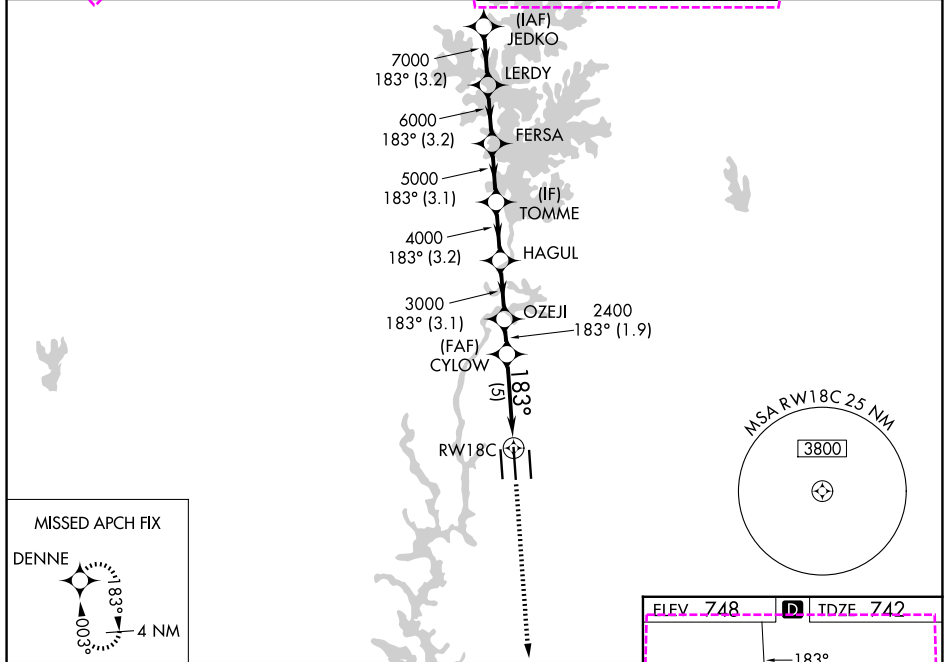 (IAF)
JEDKO
7000
183° (3.2)
LERDY
6000
183° (3.2)
FERSA
5000
183° (3.1)
(IF)
TOMME
4000
183° (3.2)
HAGUL
3000
183° (3.1)
OZEJI
2400
183° (1.9)
(FAF)
CYLOW
183°
(5)
RW18C
MSA RW18C 25 NM
3800
MISSED APCH FIX
DENNE
183°
003°
4 NM
ELEV 748
D
TDZE 742
183°